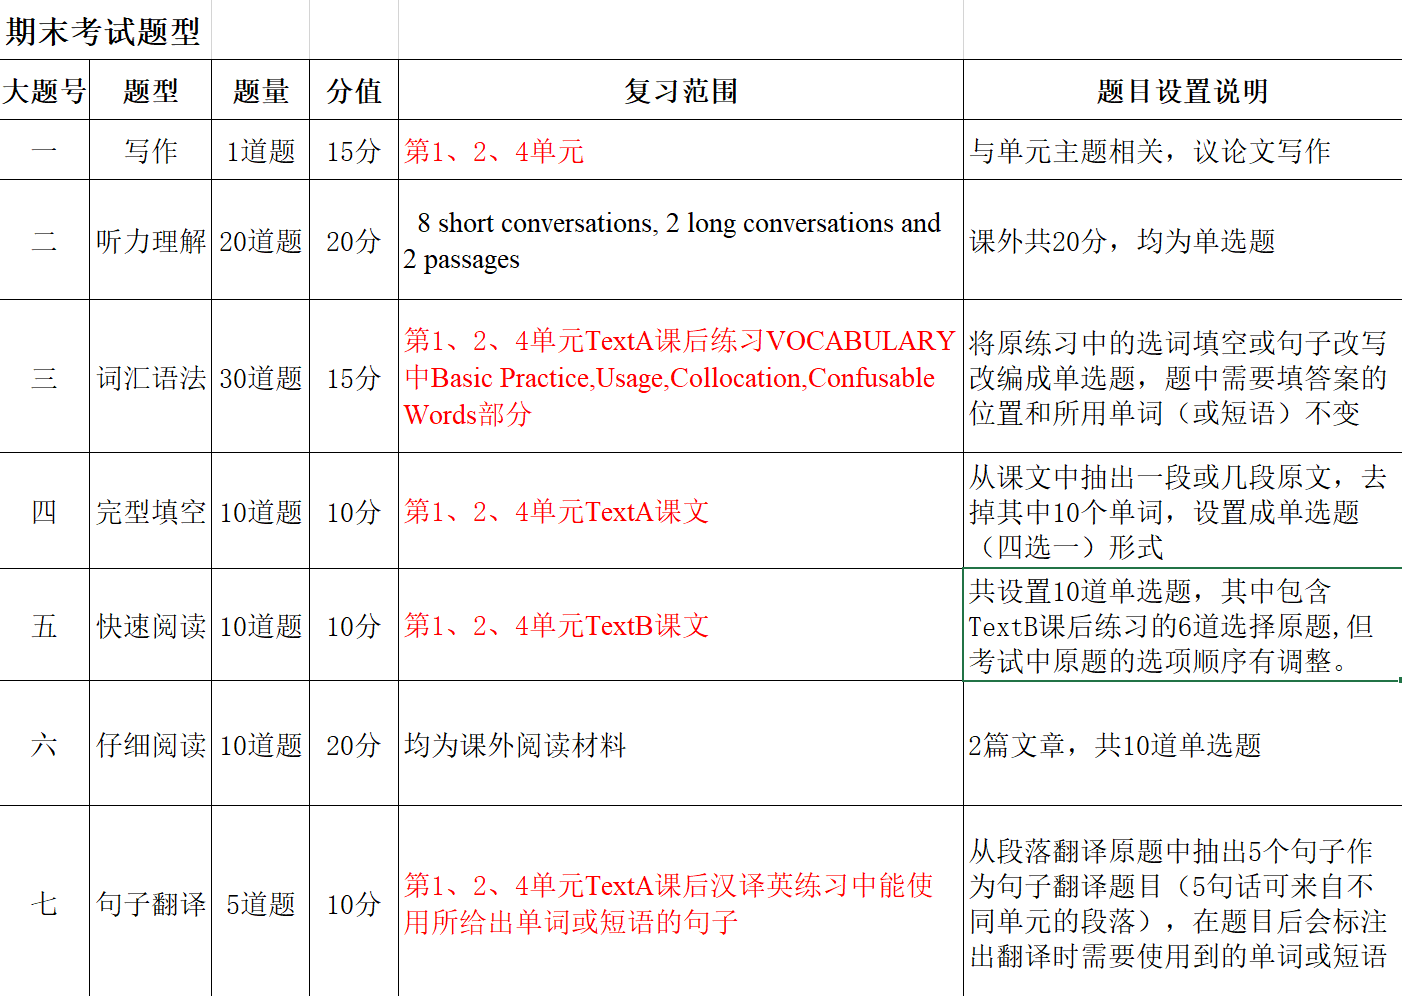 期末考试题型
大题号 题型 题量 分值 复习范围 题目设置说明
一 写作 1道题 15分 第1、2、4单元 与单元主题相关，议论文写作
二 听力理解 20道题 20分 8 short conversations, 2 long conversations and
2 passages
课外共20分，均为单选题
三 词汇语法 30道题 15分 第1、2、4单元TextA课后练习VOCABULARY
中Basic Practice,Usage,Collocation,Confusable
Words部分
将原练习中的选词填空或句子改写
改编成单选题，题中需要填答案的
位置和所用单词（或短语）不变
四 完型填空 10道题 10分 第1、2、4单元TextA课文
从课文中抽出一段或几段原文，去
掉其中10个单词，设置成单选题
（四选一）形式
五 快速阅读 10道题 10分 第1、2、4单元TextB课文
共设置10道单选题，其中包含
TextB课后练习的6道选择原题,但
考试中原题的选项顺序有调整。
六 仔细阅读 10道题 20分 均为课外阅读材料 2篇文章，共10道单选题
七 句子翻译 5道题 10分 第1、2、4单元TextA课后汉译英练习中能使
用所给出单词或短语的句子
从段落翻译原题中抽出5个句子作
为句子翻译题目（5句话可来自不
同单元的段落），在题目后会标注
出翻译时需要使用到的单词或短语